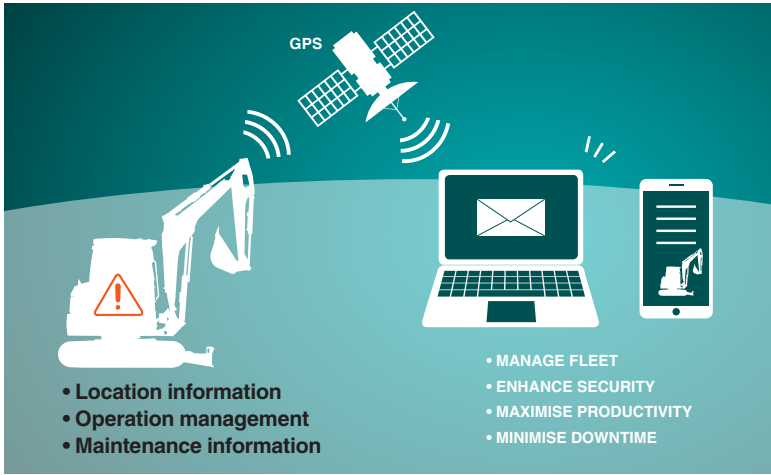 GPS
• Location information
• Operation management
• Maintenance information
• MANAGE FLEET
• ENHANCE SECURITY
• MAXIMISE PRODUCTIVITY
• MINIMISE DOWNTIME